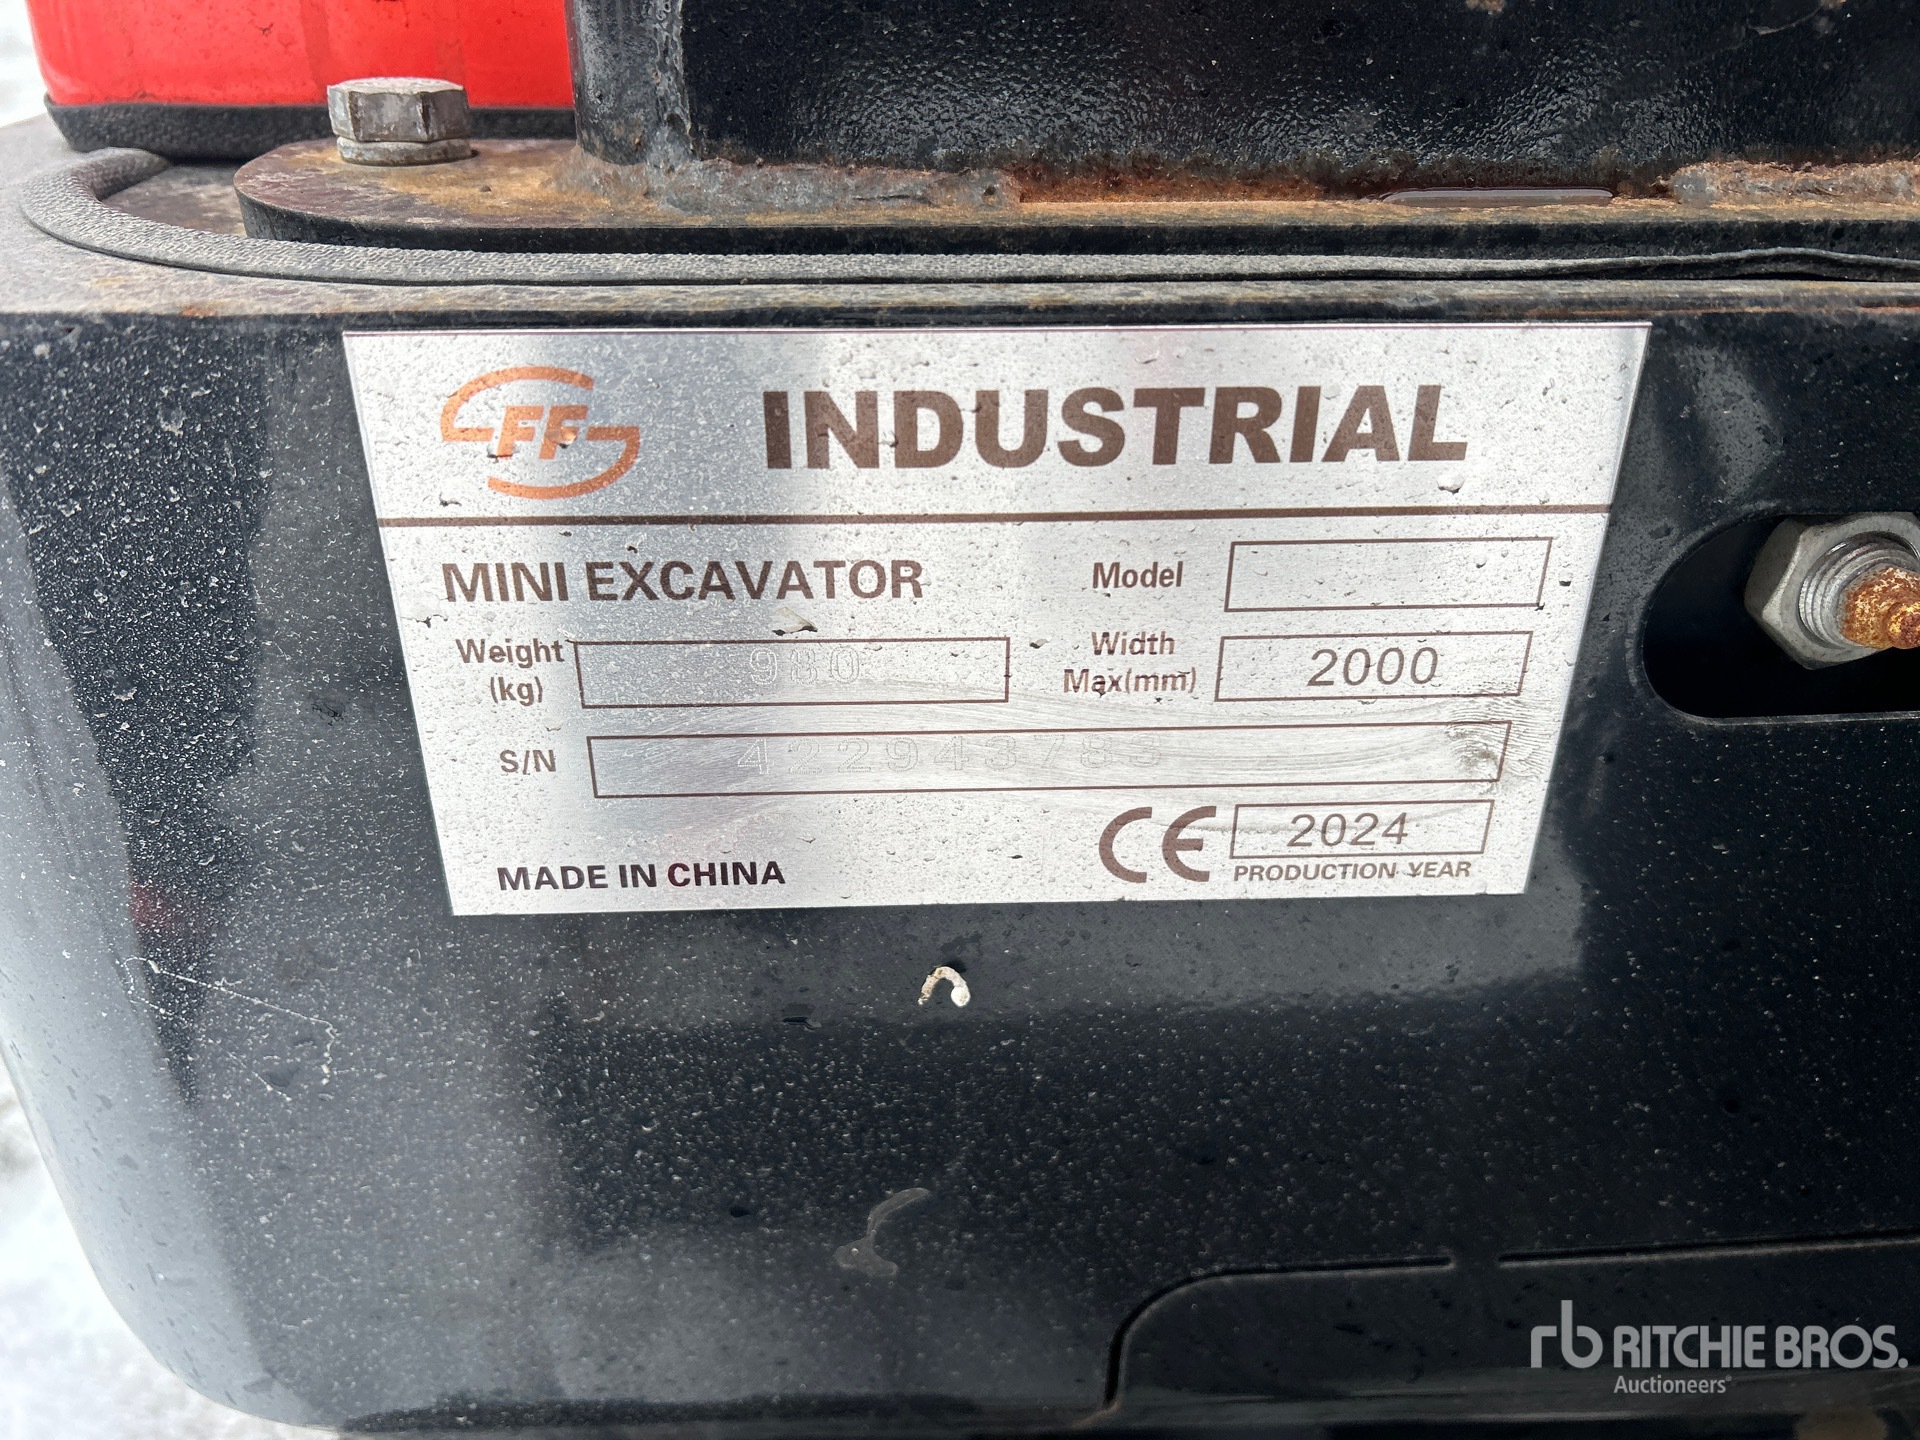 FF INDUSTRIAL
MINI EXCAVATOR Model
Weight (kg) 980 Width Max(mm) 2000
S/N 422943783
MADE IN CHINA CE 2024
PRODUCTION YEAR
rb RITCHIE BROS.
Auctioneers